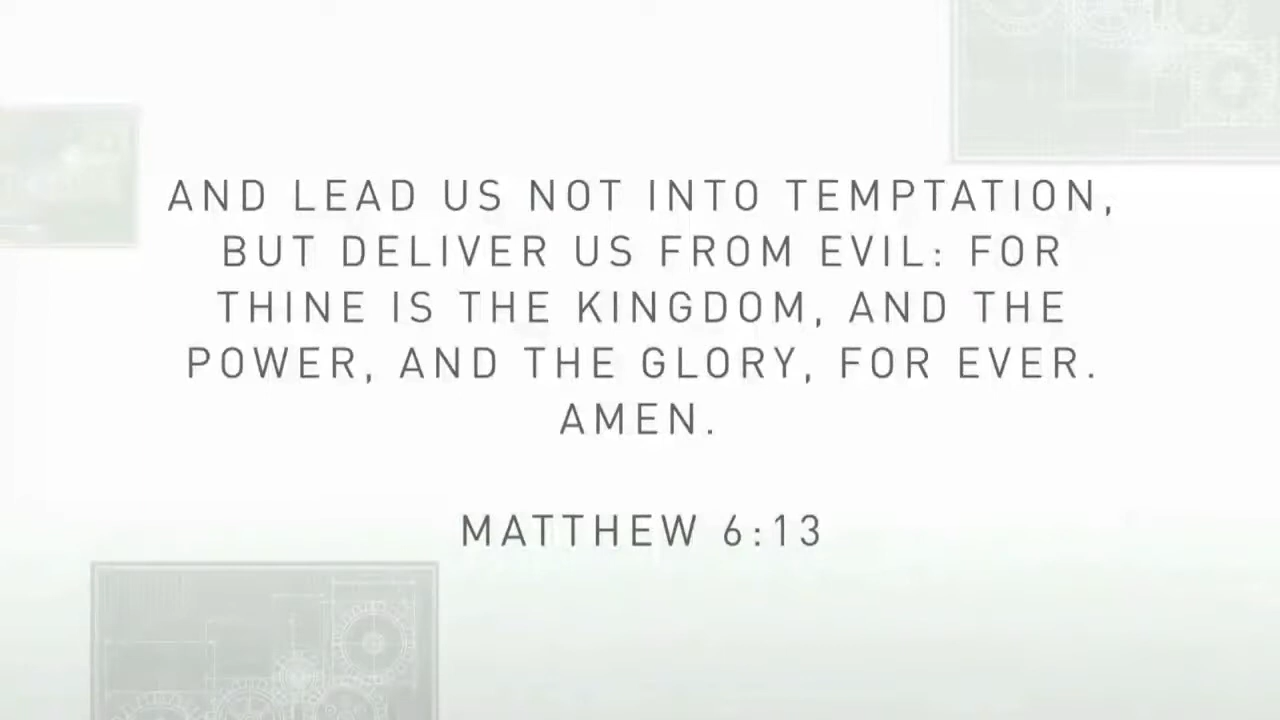 AND LEAD US NOT INTO TEMPTATION,
BUT DELIVER US FROM EVIL: FOR
THINE IS THE KINGDOM, AND THE
POWER, AND THE GLORY, FOR EVER.
AMEN.
MATTHEW 6:13